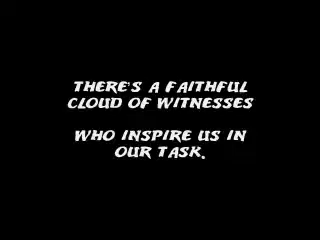 THERE'S A FAITHFUL
CLOUD OF WITNESSES
WHO INSPIRE US IN
OUR TASK.